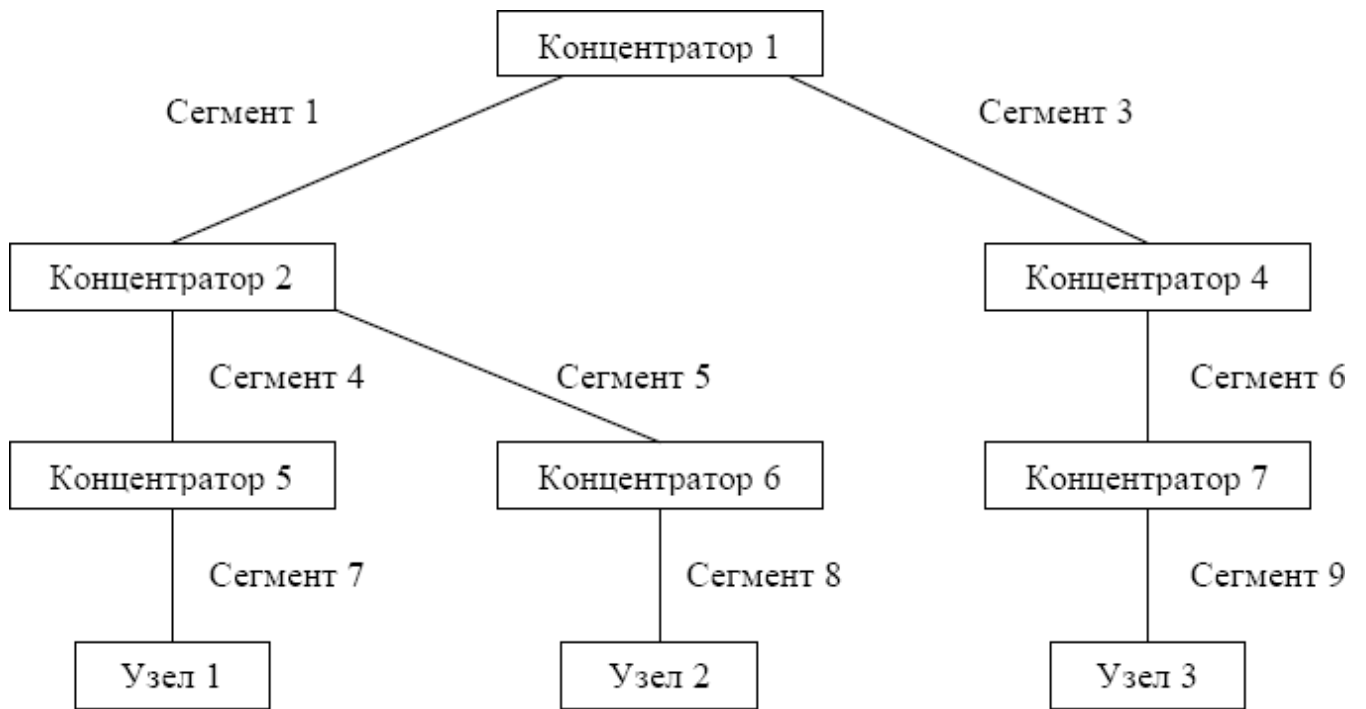 Концентратор 1
Сегмент 1
Сегмент 3
Концентратор 2
Концентратор 4
Сегмент 4
Сегмент 5
Сегмент 6
Концентратор 5
Концентратор 6
Концентратор 7
Сегмент 7
Сегмент 8
Сегмент 9
Узел 1
Узел 2
Узел 3